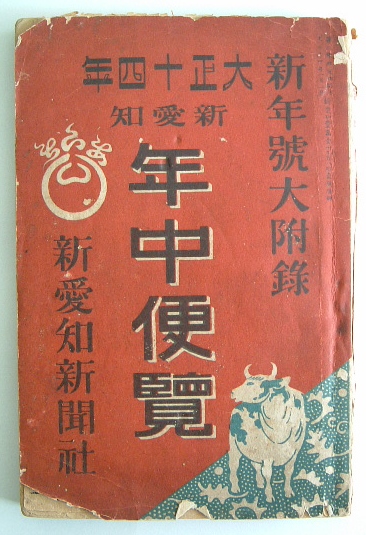 新年號大附錄
年四十正大
知愛新
年中便覽
新愛知新聞社